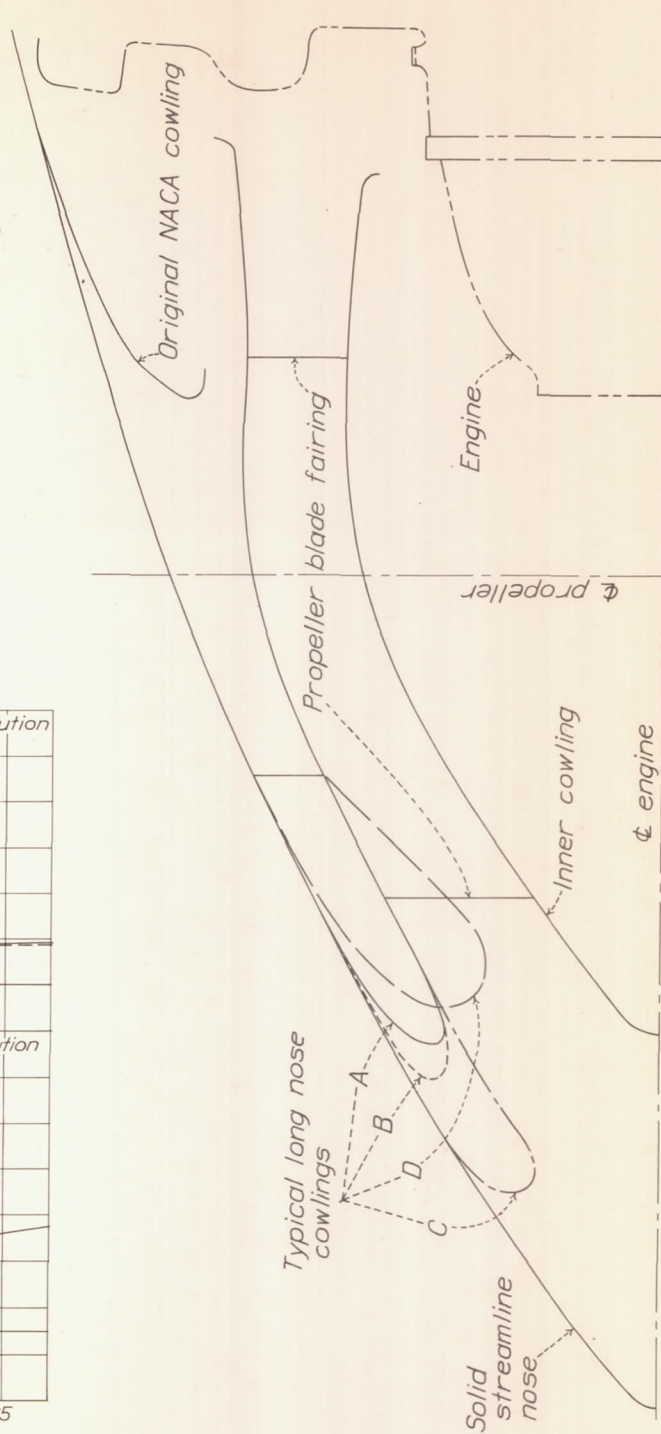 Original NACA cowling
Propeller blade fairing
Engine
℄ propeller
Inner cowling
℄ engine
Typical long nose
cowlings
A
B
D
C
Solid
streamline
nose
ution
ution
5